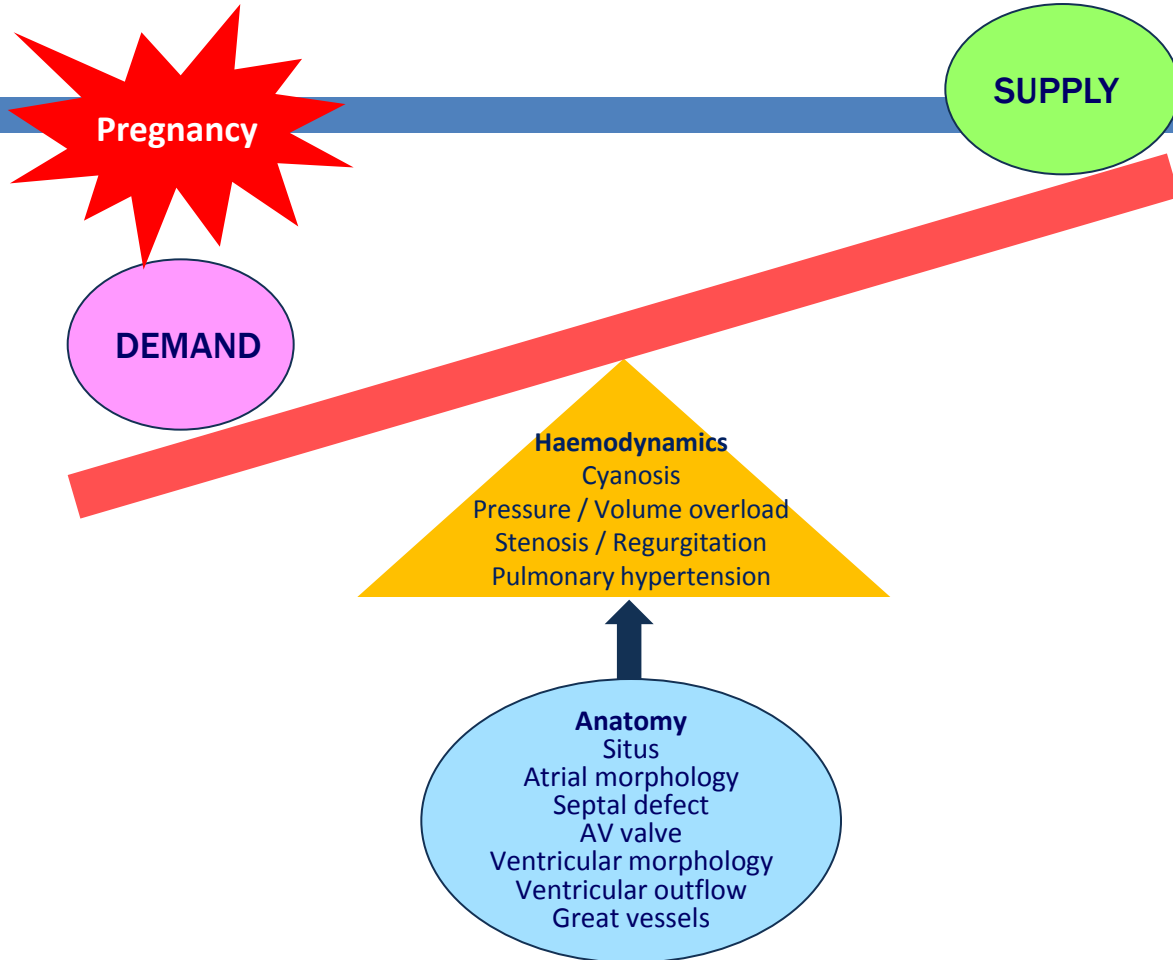 Pregnancy
SUPPLY
DEMAND
Haemodynamics
Cyanosis
Pressure / Volume overload
Stenosis / Regurgitation
Pulmonary hypertension
Anatomy
Situs
Atrial morphology
Septal defect
AV valve
Ventricular morphology
Ventricular outflow
Great vessels